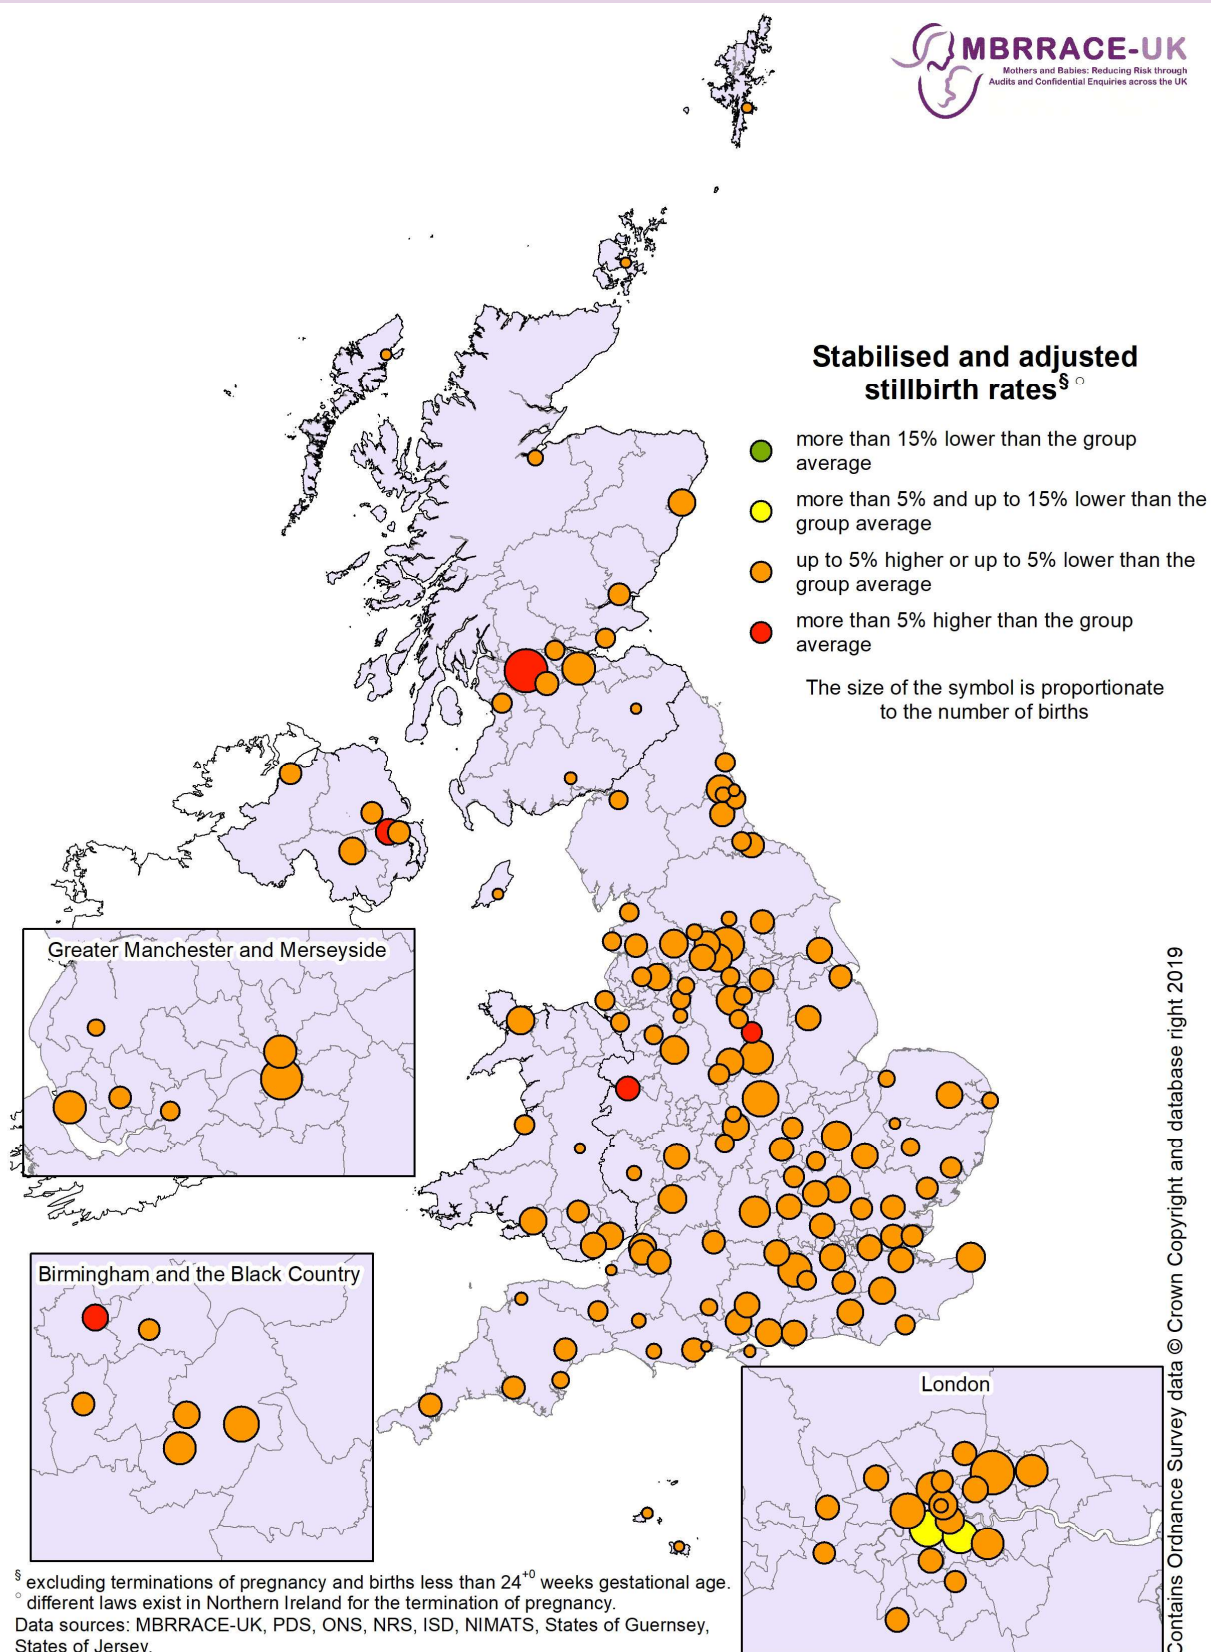 MBRRACE-UK
Mothers and Babies: Reducing Risk through
Audits and Confidential Enquiries across the UK
Stabilised and adjusted
stillbirth rates§ ○
more than 15% lower than the group
average
more than 5% and up to 15% lower than the
group average
up to 5% higher or up to 5% lower than the
group average
more than 5% higher than the group
average
The size of the symbol is proportionate
to the number of births
Greater Manchester and Merseyside
Birmingham and the Black Country
London
§ excluding terminations of pregnancy and births less than 24+0 weeks gestational age.
○ different laws exist in Northern Ireland for the termination of pregnancy.
Data sources: MBRRACE-UK, PDS, ONS, NRS, ISD, NIMATS, States of Guernsey,
States of Jersey.
Contains Ordnance Survey data © Crown Copyright and database right 2019